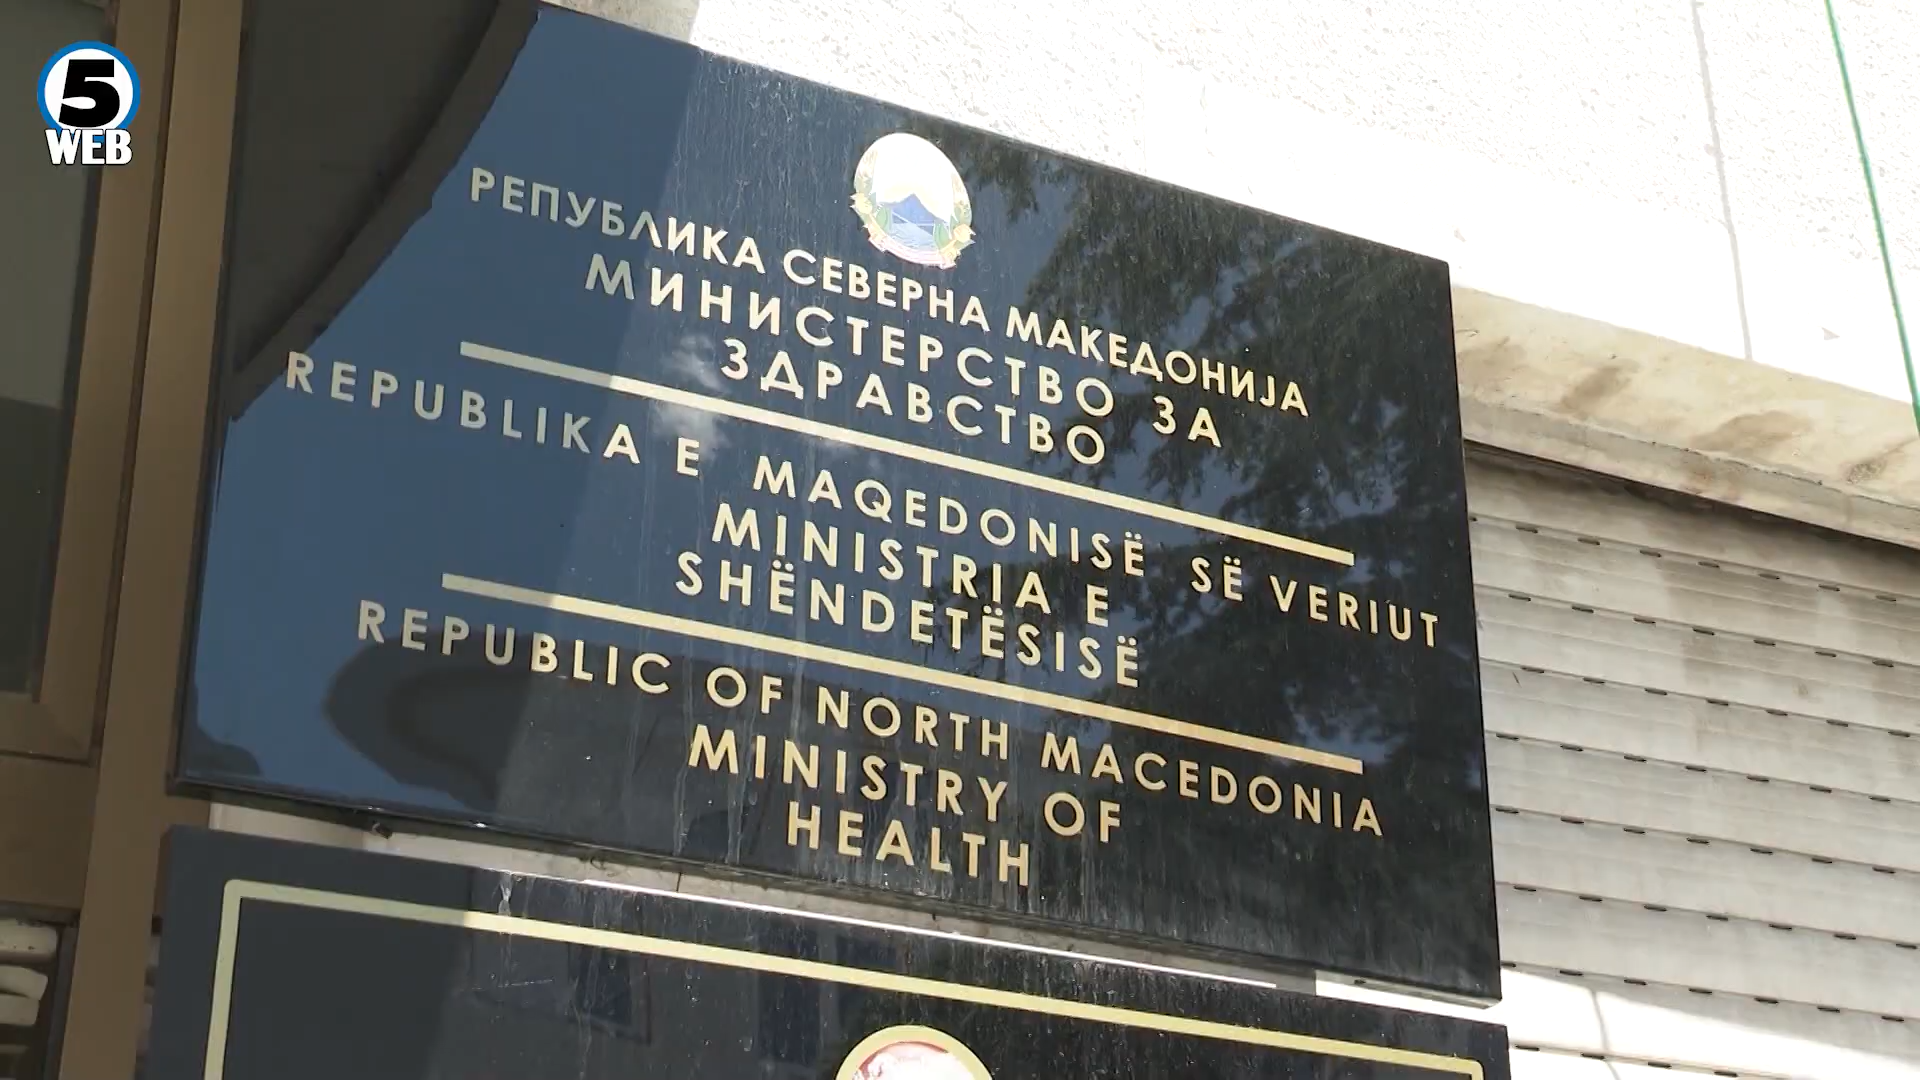 5
WEB
РЕПУБЛИКА СЕВЕРНА МАКЕДОНИЈА
МИНИСТЕРСТВО ЗА
ЗДРАВСТВО
REPUBLIKA E MAQEDONISË SË VERIUT
MINISTRIA E
SHËNDETËSISË
REPUBLIC OF NORTH MACEDONIA
MINISTRY OF
HEALTH